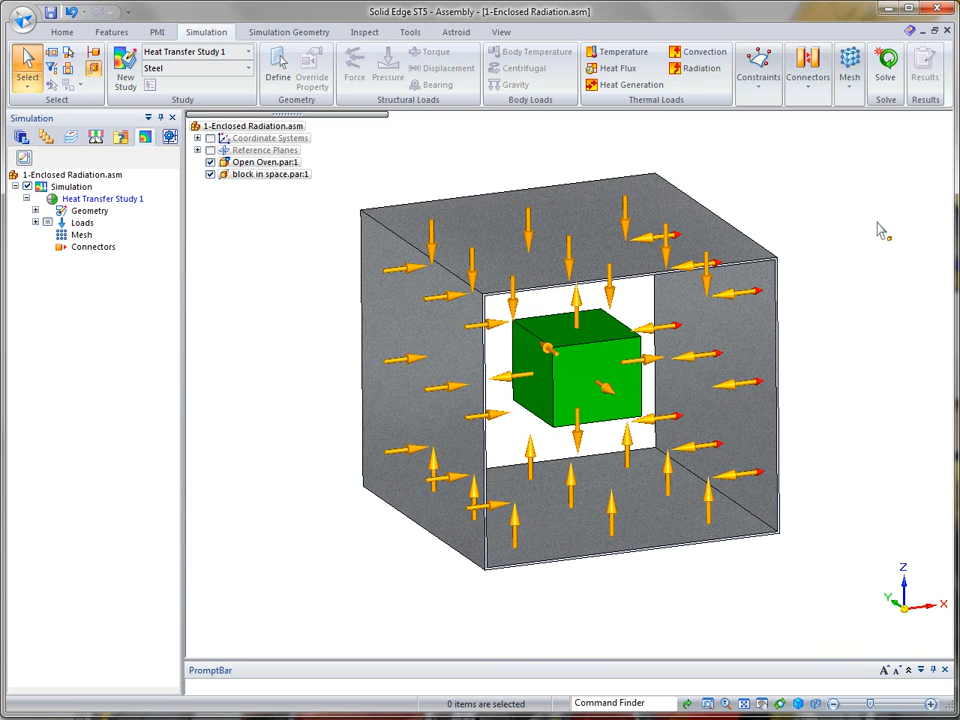 Solid Edge ST5 - Assembly - [1-Enclosed Radiation.asm]
Home Features PMI Simulation Simulation Geometry Inspect Tools Astroid View
Select
Select
New Study
Heat Transfer Study 1
Steel
Study
Define
Override Property
Geometry
Force
Pressure
Torque
Displacement
Bearing
Structural Loads
Body Temperature
Centrifugal
Gravity
Body Loads
Temperature
Heat Flux
Heat Generation
Convection
Radiation
Thermal Loads
Constraints
Connectors
Mesh
Solve
Solve
Results
Results
Simulation
1-Enclosed Radiation.asm
Simulation
Heat Transfer Study 1
Geometry
Loads
Mesh
Connectors
1-Enclosed Radiation.asm
Coordinate Systems
Reference Planes
Open Oven.par:1
block in space.par:1
Z
Y
X
PromptBar
0 items are selected
Command Finder